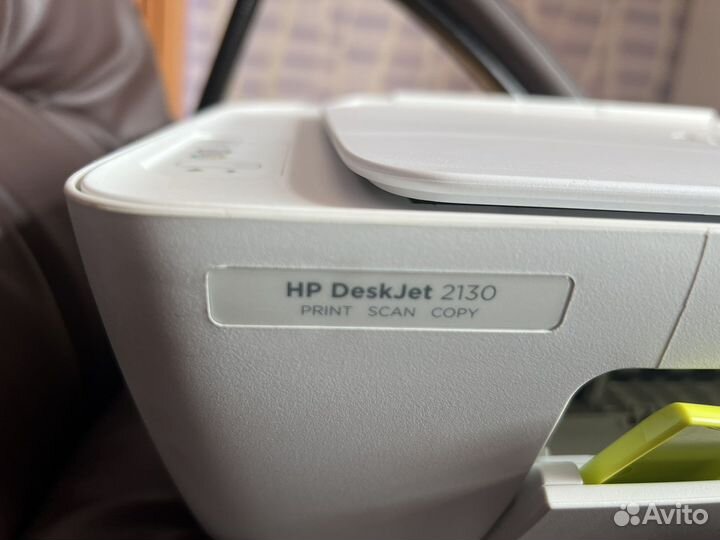 HP DeskJet 2130
PRINT SCAN COPY
Avito